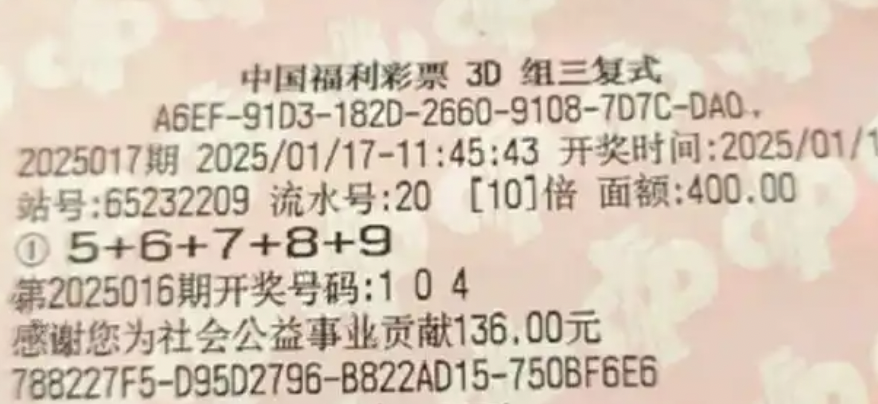 中国福利彩票 3D 组三复式
A6EF-91D3-182D-2660-9108-7D7C-DA0
2025017期 2025/01/17-11:45:43 开奖时间:2025/01/1
站号:65232209 流水号:20 [10]倍 面额:400.00
① 5+6+7+8+9
第2025016期开奖号码:1 0 4
感谢您为社会公益事业贡献136.00元
788227F5-D95D2796-B822AD15-750BF6E6